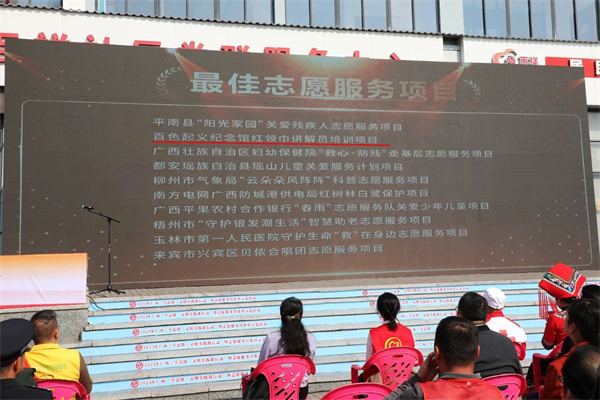 最佳志愿服务项目
平南县“阳光家园”关爱残疾人志愿服务项目
百色起义纪念馆红领巾讲解员培训项目
广西壮族自治区妇幼保健院“救心·防残”走基层志愿服务项目
都安瑶族自治县瑶山儿童关爱服务计划项目
柳州市气象局“云朵朵风阵阵”科普志愿服务项目
南方电网广西防城港供电局红树林白鹭保护项目
广西平果农村合作银行“春雨”志愿服务队关爱少年儿童项目
梧州市“守护银发潮生活”智慧助老志愿服务项目
玉林市第一人民医院守护生命“救”在身边志愿服务项目
来宾市兴宾区贝侬合唱团志愿服务项目